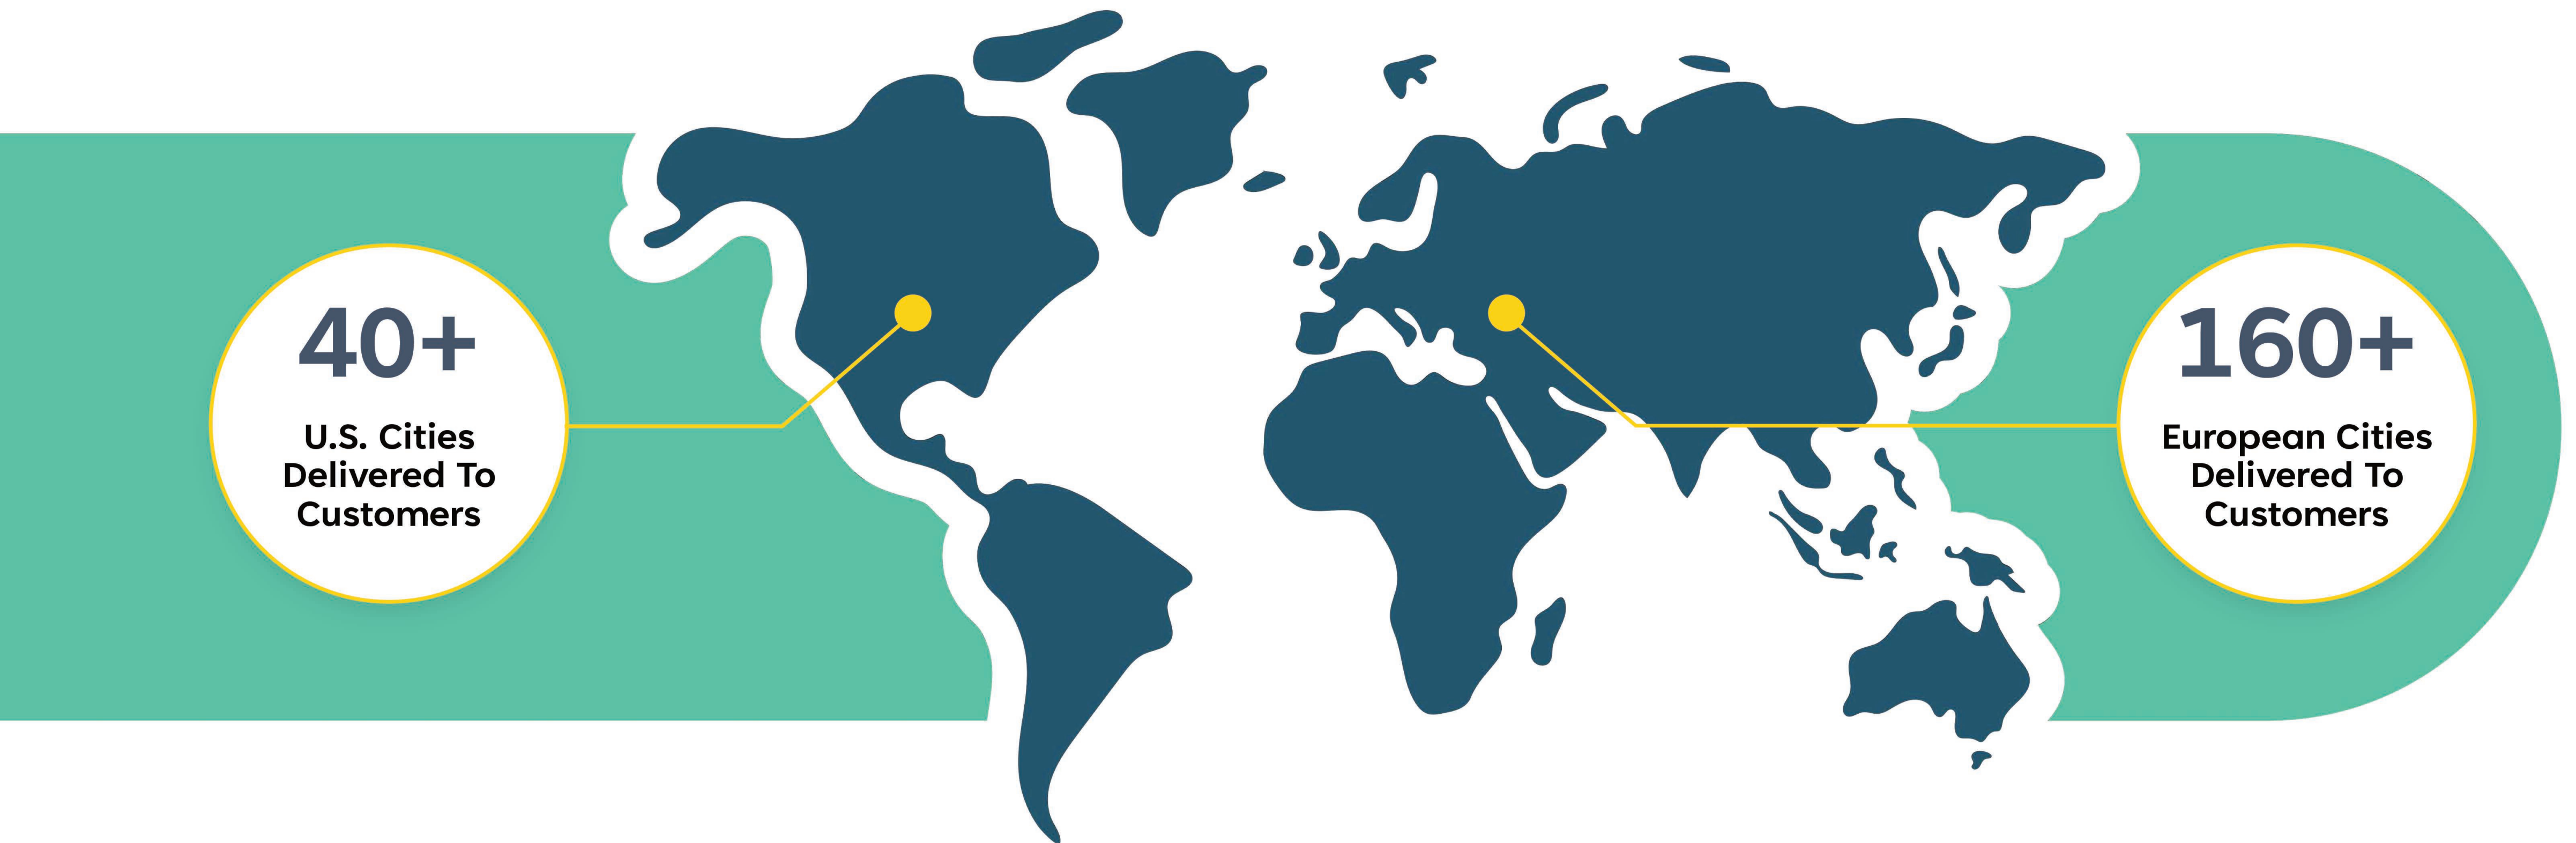 40+
U.S. Cities
Delivered To
Customers
160+
European Cities
Delivered To
Customers